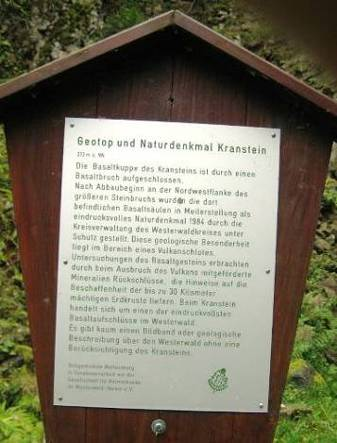 Geotop und Naturdenkmal Kranstein
Die Basaltkuppe des Kransteins ist durch einen
Basaltbruch aufgeschlossen.
Nach Abbaubeginn an der Nordwestflanke des
größeren Steinbruchs wurden die dort
befindlichen Basaltsäulen in Meilerstellung als
eindrucksvolles Naturdenkmal 1984 durch die
Kreisverwaltung des Westerwaldkreises unter
Schutz gestellt. Diese geologische Besonderheit
liegt im Bereich eines Vulkanschlotes.
Untersuchungen des Basaltgesteins erbrachten
durch beim Ausbruch des Vulkans mitgeförderte
Mineralien Rückschlüsse, die Hinweise auf die
Beschaffenheit der bis zu 30 Kilometer
mächtigen Erdkruste liefern. Beim Kranstein
handelt sich um einen der eindruckvollsten
Basaltaufschlüsse im Westerwald.
Es gibt kaum einen Bildband oder geologische
Beschreibung über den Westerwald ohne eine
Berücksichtigung des Kransteins.
Ortsgemeinde
in Zusammenarbeit mit der
Gesellschaft für Heimatkunde
im Westerwald-Verein e.V.